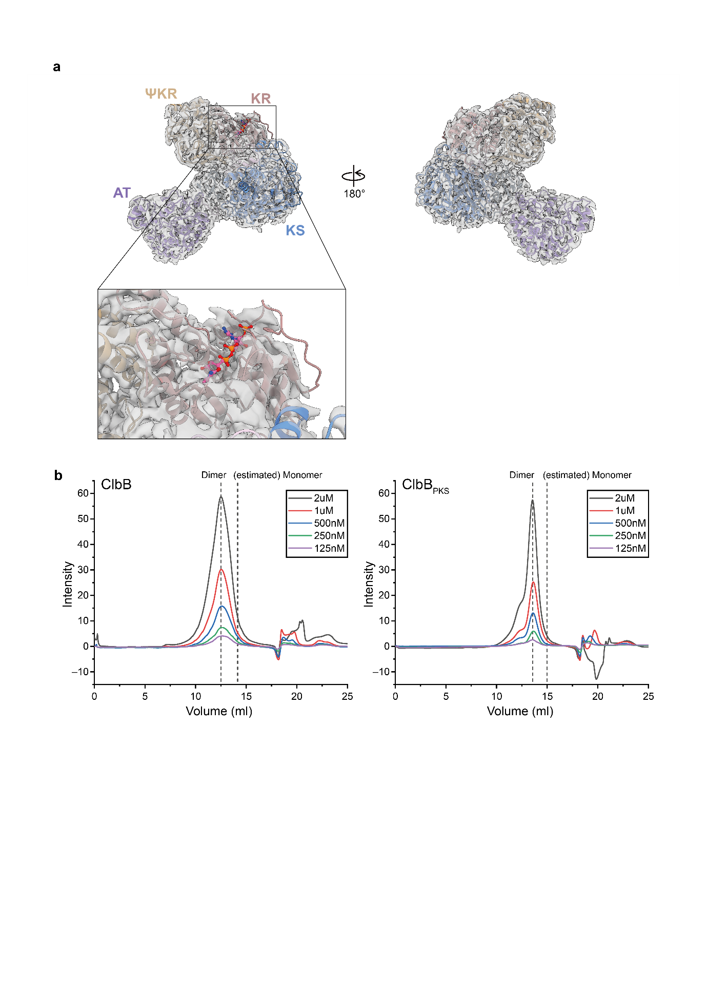 a
ΨKR
KR
AT
KS
180°
b
Dimer (estimated) Monomer
ClbB
2uM
1uM
500nM
250nM
125nM
60
50
40
30
20
10
0
–10
Intensity
0 5 10 15 20 25
Volume (ml)
Dimer (estimated) Monomer
ClbBPKS
2uM
1uM
500nM
250nM
125nM
60
50
40
30
20
10
0
–10
Intensity
0 5 10 15 20 25
Volume (ml)